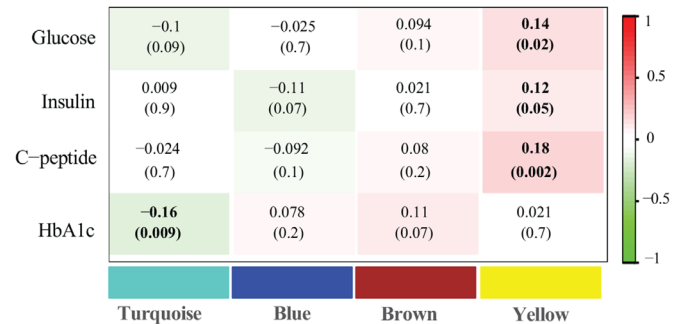 Glucose −0.1 −0.025 0.094 0.14
(0.09) (0.7) (0.1) (0.02)
Insulin 0.009 −0.11 0.021 0.12
(0.9) (0.07) (0.7) (0.05)
C−peptide −0.024 −0.092 0.08 0.18
(0.7) (0.1) (0.2) (0.002)
HbA1c −0.16 0.078 0.11 0.021
(0.009) (0.2) (0.07) (0.7)
Turquoise Blue Brown Yellow
1
0.5
0
−0.5
−1